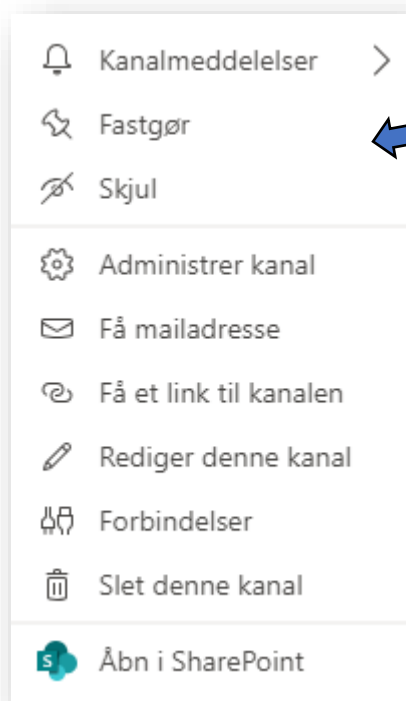 Kanalmeddelelser
Fastgør
Skjul
Administrer kanal
Få mailadresse
Få et link til kanalen
Rediger denne kanal
Forbindelser
Slet denne kanal
Åbn i SharePoint